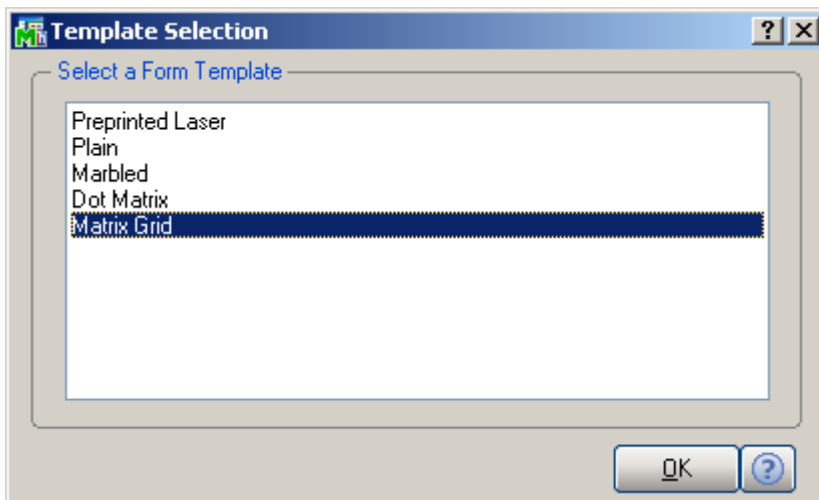 Template Selection
Select a Form Template
Preprinted Laser
Plain
Marbled
Dot Matrix
Matrix Grid
OK